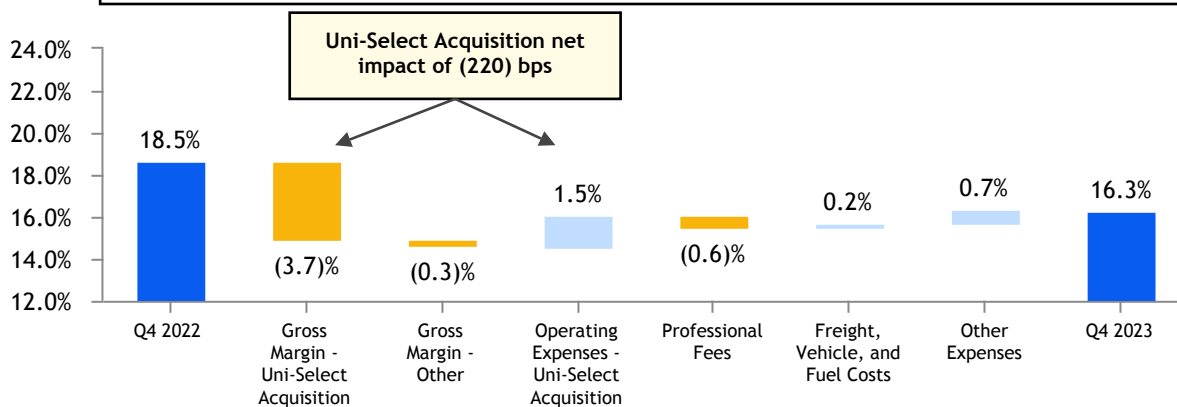 Uni-Select Acquisition net
impact of (220) bps
24.0%
22.0%
20.0%
18.0%
16.0%
14.0%
12.0%
18.5%
(3.7)%
(0.3)%
1.5%
(0.6)%
0.2%
0.7%
16.3%
Q4 2022
Gross
Margin -
Uni-Select
Acquisition
Gross
Margin -
Other
Operating
Expenses -
Uni-Select
Acquisition
Professional
Fees
Freight,
Vehicle, and
Fuel Costs
Other
Expenses
Q4 2023